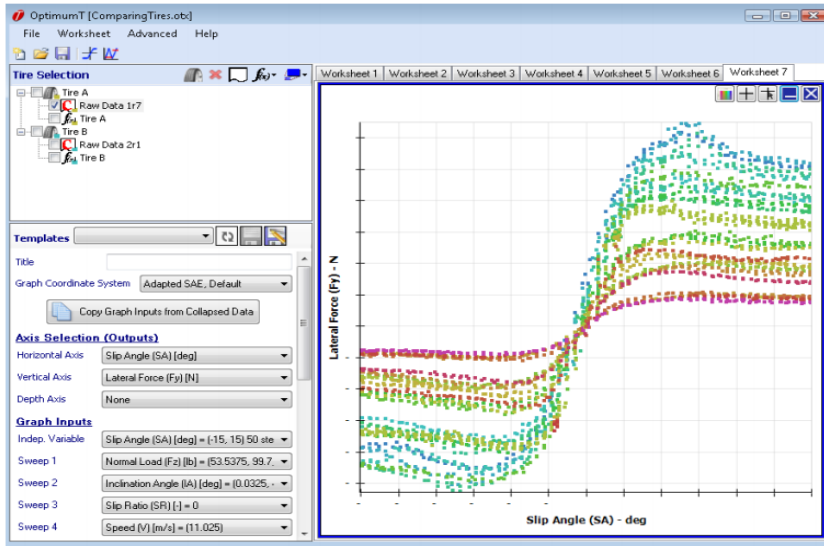 OptimumT [ComparingTires.otx]
File Worksheet Advanced Help
Tire Selection
Tire A
Raw Data 1r7
Tire A
Tire B
Raw Data 2r1
Tire B
Templates
Title
Graph Coordinate System Adapted SAE, Default
Copy Graph Inputs from Collapsed Data
Axis Selection (Outputs)
Horizontal Axis Slip Angle (SA) [deg]
Vertical Axis Lateral Force (Fy) [N]
Depth Axis None
Graph Inputs
Indep. Variable Slip Angle (SA) [deg] = (-15, 15) 50 ste
Sweep 1 Normal Load (Fz) [lb] = (53.5375, 99.7,
Sweep 2 Inclination Angle (IA) [deg] = (0.0325, -
Sweep 3 Slip Ratio (SR) [-] = 0
Sweep 4 Speed (V) [m/s] = (11.025)
Worksheet 1 Worksheet 2 Worksheet 3 Worksheet 4 Worksheet 5 Worksheet 6 Worksheet 7
Lateral Force (Fy) - N
Slip Angle (SA) - deg